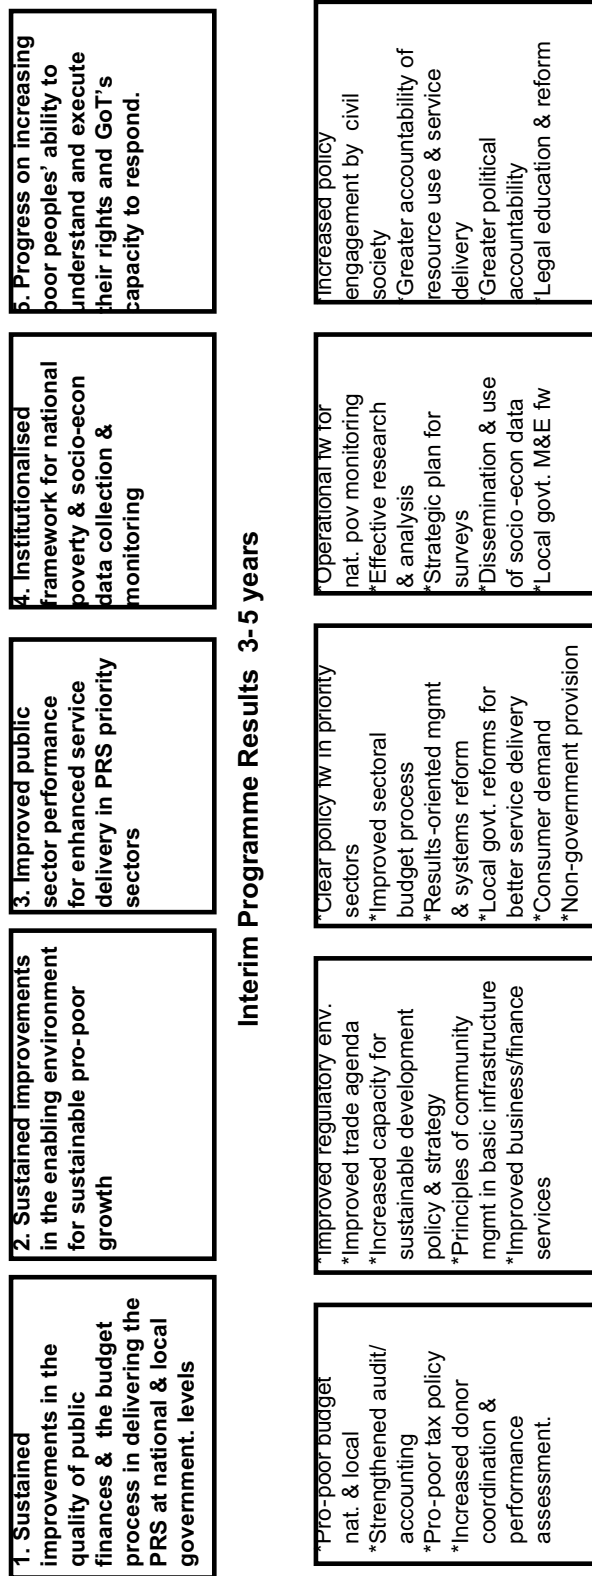 1. Sustained
improvements in the
quality of public
finances & the budget
process in delivering the
PRS at national & local
government. levels
2. Sustained improvements
in the enabling environment
for sustainable pro-poor
growth
3. Improved public
sector performance
for enhanced service
delivery in PRS priority
sectors
4. Institutionalised
framework for national
poverty & socio-econ
data collection &
monitoring
5. Progress on increasing
poor peoples' ability to
understand and execute
their rights and GoT's
capacity to respond.
Interim Programme Results 3-5 years
*Pro-poor budget
nat. & local
*Strengthened audit/
accounting
*Pro-poor tax policy
*Increased donor
coordination &
performance
assessment.
*Improved regulatory env.
*Improved trade agenda
*Increased capacity for
sustainable development
policy & strategy
*Principles of community
mgmt in basic infrastructure
*Improved business/finance
services
*Clear policy fw in priority
sectors
*Improved sectoral
budget process
*Results-oriented mgmt
& systems reform
*Local govt. reforms for
better service delivery
*Consumer demand
*Non-government provision
*Operational fw for
nat. pov monitoring
*Effective research
& analysis
*Strategic plan for
surveys
*Dissemination & use
of socio-econ data
*Local govt. M&E fw
*Increased policy
engagement by civil
society
*Greater accountability of
resource use & service
delivery
*Greater political
accountability
*Legal education & reform